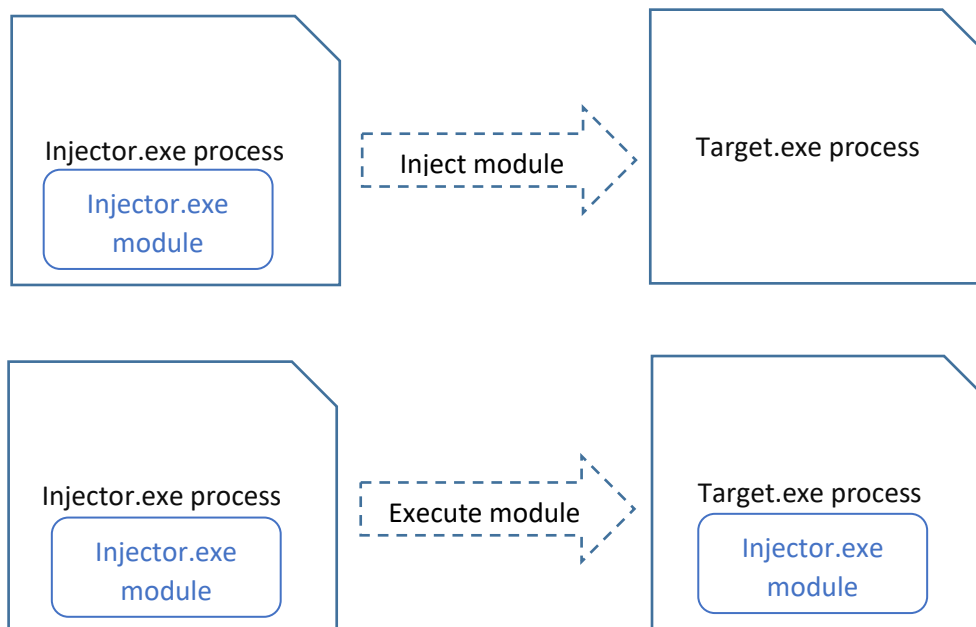 Injector.exe process
Injector.exe
module
Inject module
Target.exe process
Injector.exe process
Injector.exe
module
Execute module
Target.exe process
Injector.exe
module